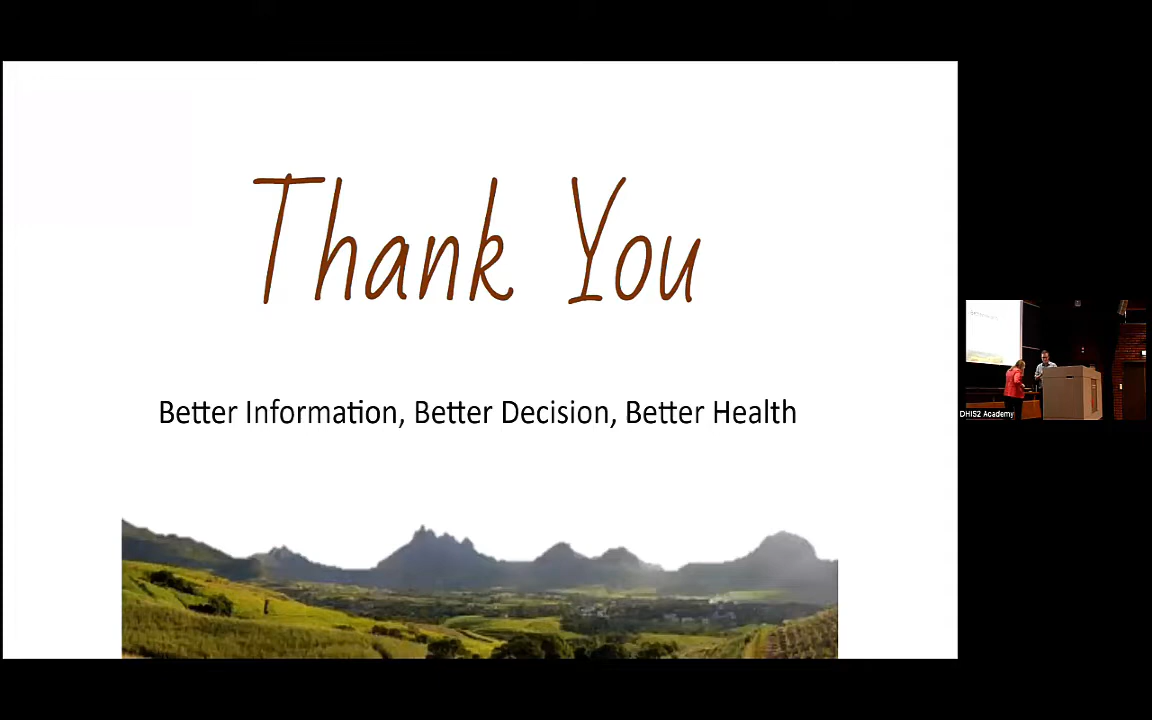 Thank You
Better Information, Better Decision, Better Health
DHIS2 Academy